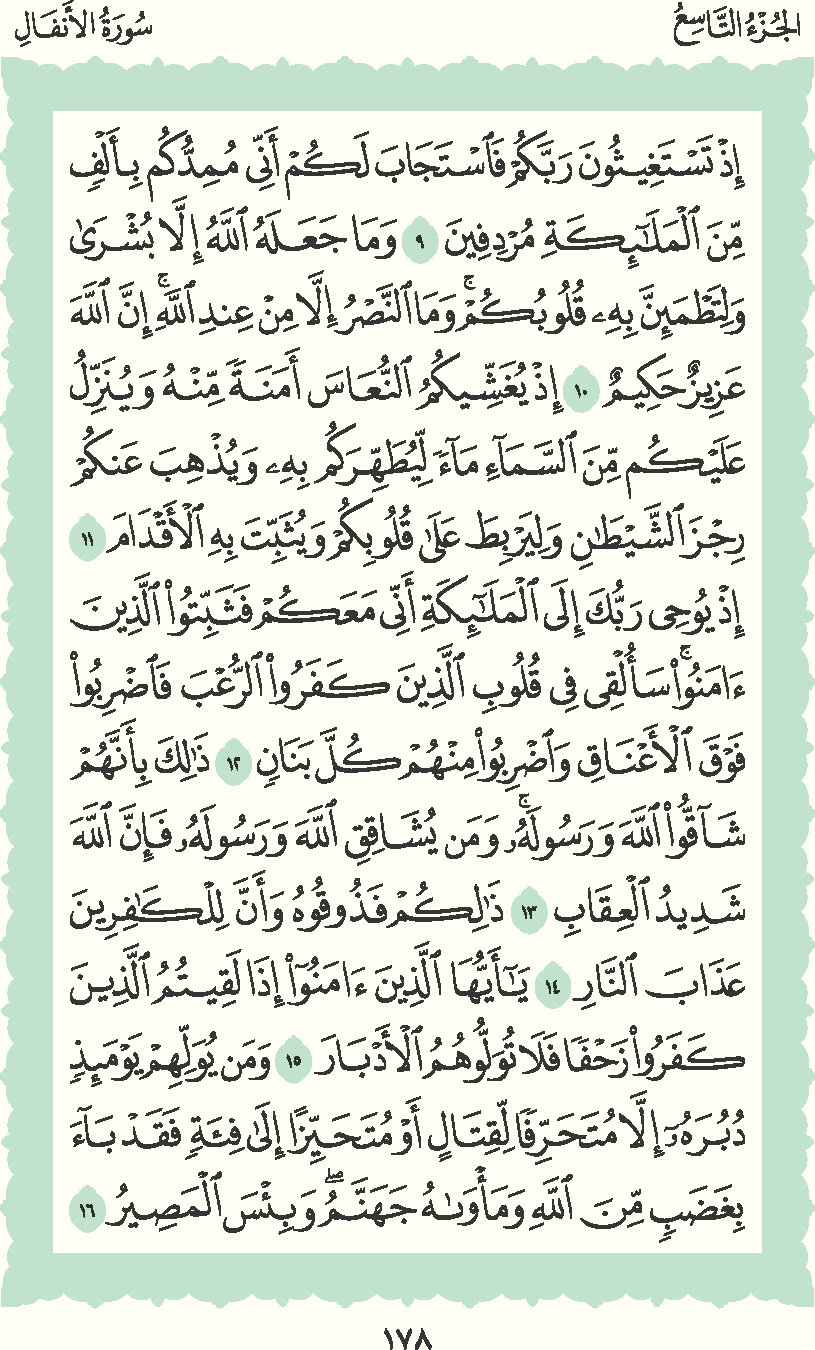 الجُزْءُ التَّاسِعُ
سُورَةُ الأَنفَالِ
إِذْ تَسْتَغِيثُونَ رَبَّكُمْ فَٱسْتَجَابَ لَكُمْ أَنِّى مُمِدُّكُم بِأَلْفٍ
مِّنَ ٱلْمَلَـٰٓئِكَةِ مُرْدِفِينَ ٩ وَمَا جَعَلَهُ ٱللَّهُ إِلَّا بُشْرَىٰ
وَلِتَطْمَئِنَّ بِهِۦ قُلُوبُكُمْ ۚ وَمَا ٱلنَّصْرُ إِلَّا مِنْ عِندِ ٱللَّهِ ۚ إِنَّ ٱللَّهَ
عَزِيزٌ حَكِيمٌ ١٠ إِذْ يُغَشِّيكُمُ ٱلنُّعَاسَ أَمَنَةً مِّنْهُ وَيُنَزِّلُ
عَلَيْكُم مِّنَ ٱلسَّمَآءِ مَآءً لِّيُطَهِّرَكُم بِهِۦ وَيُذْهِبَ عَنكُمْ
رِجْزَ ٱلشَّيْطَـٰنِ وَلِيَرْبِطَ عَلَىٰ قُلُوبِكُمْ وَيُثَبِّتَ بِهِ ٱلْأَقْدَامَ ١١
إِذْ يُوحِى رَبُّكَ إِلَى ٱلْمَلَـٰٓئِكَةِ أَنِّى مَعَكُمْ فَثَبِّتُوا۟ ٱلَّذِينَ
ءَامَنُوا۟ ۚ سَأُلْقِى فِى قُلُوبِ ٱلَّذِينَ كَفَرُوا۟ ٱلرُّعْبَ فَٱضْرِبُوا۟
فَوْقَ ٱلْأَعْنَاقِ وَٱضْرِبُوا۟ مِنْهُمْ كُلَّ بَنَانٍ ١٢ ذَٰلِكَ بِأَنَّهُمْ
شَآقُّوا۟ ٱللَّهَ وَرَسُولَهُۥ ۚ وَمَن يُشَاقِقِ ٱللَّهَ وَرَسُولَهُۥ فَإِنَّ ٱللَّهَ
شَدِيدُ ٱلْعِقَابِ ١٣ ذَٰلِكُمْ فَذُوقُوهُ وَأَنَّ لِلْكَـٰفِرِينَ
عَذَابَ ٱلنَّارِ ١٤ يَـٰٓأَيُّهَا ٱلَّذِينَ ءَامَنُوٓا۟ إِذَا لَقِيتُمُ ٱلَّذِينَ
كَفَرُوا۟ زَحْفًا فَلَا تُوَلُّوهُمُ ٱلْأَدْبَارَ ١٥ وَمَن يُوَلِّهِمْ يَوْمَئِذٍ
دُبُرَهُۥٓ إِلَّا مُتَحَرِّفًا لِّقِتَالٍ أَوْ مُتَحَيِّزًا إِلَىٰ فِئَةٍ فَقَدْ بَآءَ
بِغَضَبٍ مِّنَ ٱللَّهِ وَمَأْوَىٰهُ جَهَنَّمُ ۖ وَبِئْسَ ٱلْمَصِيرُ ١٦
١٧٨